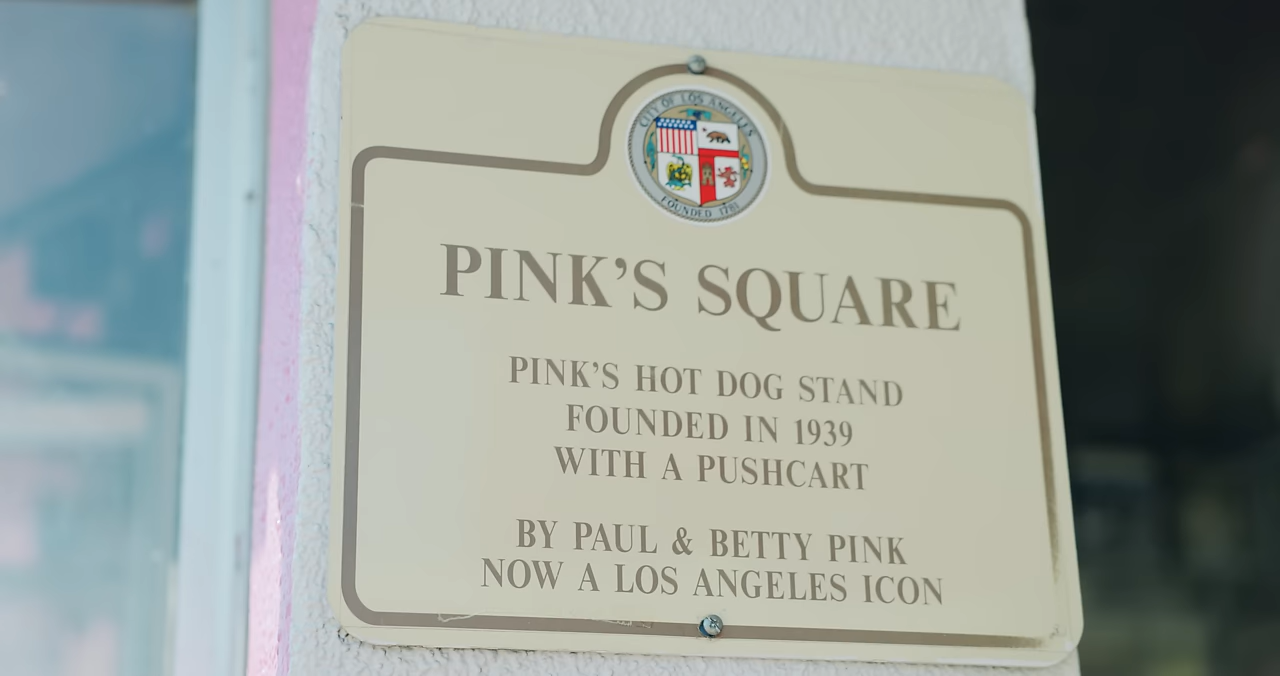 CITY OF LOS ANGELES
FOUNDED 1781
PINK'S SQUARE
PINK'S HOT DOG STAND
FOUNDED IN 1939
WITH A PUSHCART
BY PAUL & BETTY PINK
NOW A LOS ANGELES ICON